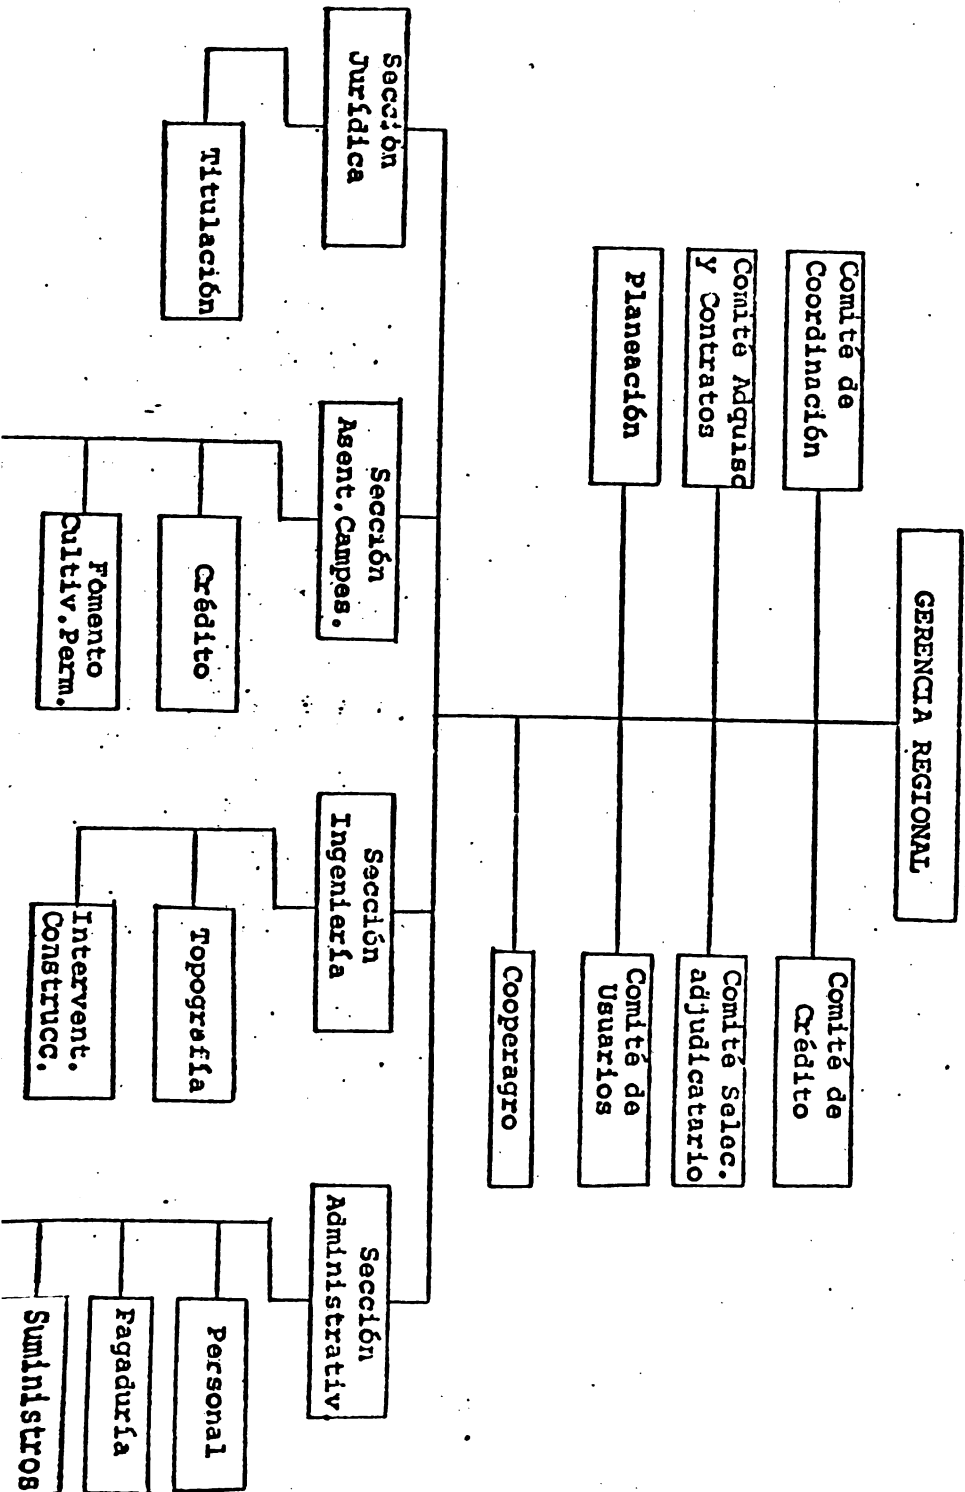 GERENCIA REGIONAL
Comité de
Coordinación
Comité de
Crédito
Comité Adquisc
y Contratos
Comité Selec.
adjudicatario
Planeación
Comité de
Usuarios
Cooperagro
Sección
Jurídica
Sección
Asent.Campes.
Sección
Ingeniería
Sección
Administrativ.
Titulación
Crédito
Fomento
Cultiv.Perm.
Topografía
Intervent.
Construcc.
Personal
Pagaduría
Suministros